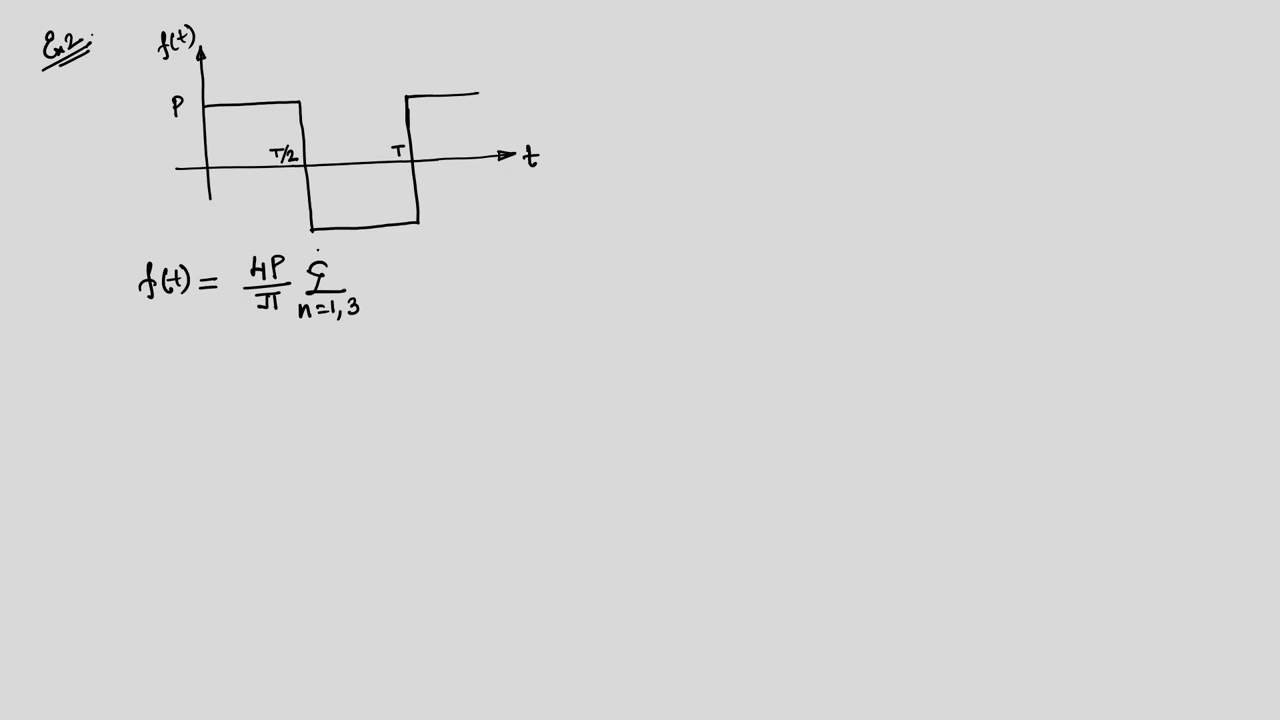 Ex2.
f(t)
P
T/2
T
t
f(t) = 4P/π Σ n=1,3